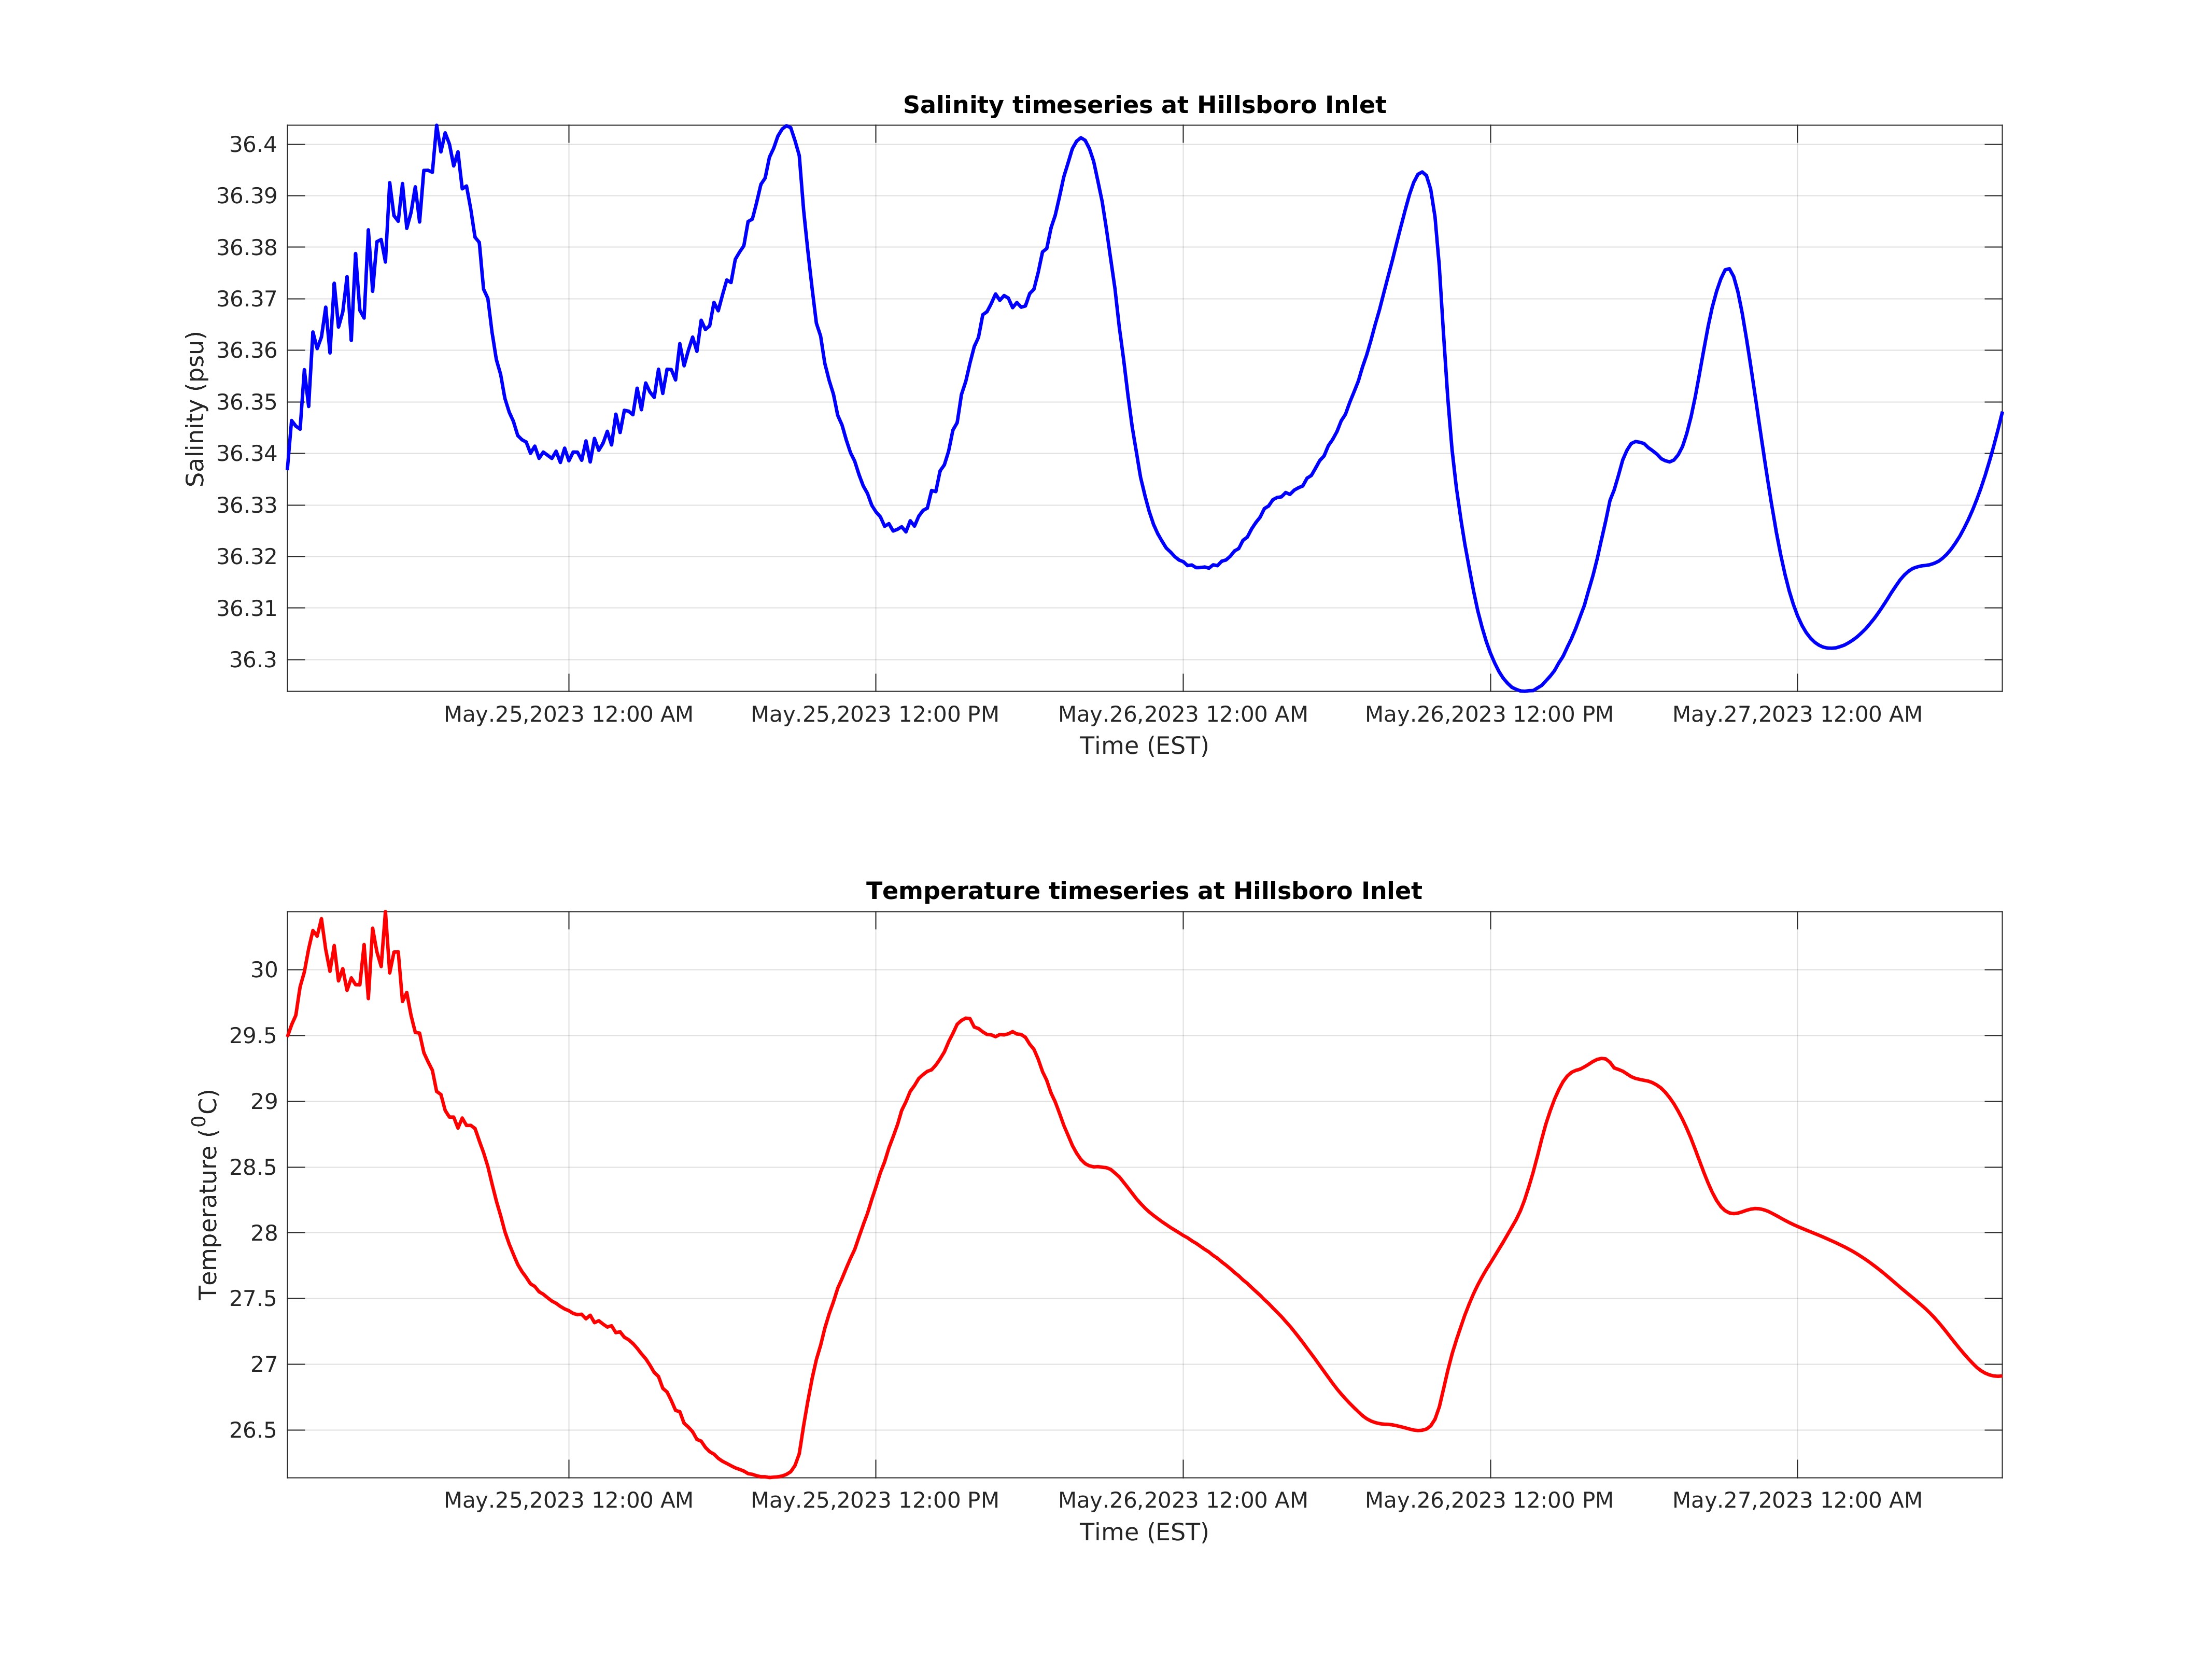 Salinity timeseries at Hillsboro Inlet
Salinity (psu)
36.4
36.39
36.38
36.37
36.36
36.35
36.34
36.33
36.32
36.31
36.3
May.25,2023 12:00 AM May.25,2023 12:00 PM May.26,2023 12:00 AM May.26,2023 12:00 PM May.27,2023 12:00 AM
Time (EST)
Temperature timeseries at Hillsboro Inlet
Temperature (⁰C)
30
29.5
29
28.5
28
27.5
27
26.5
May.25,2023 12:00 AM May.25,2023 12:00 PM May.26,2023 12:00 AM May.26,2023 12:00 PM May.27,2023 12:00 AM
Time (EST)